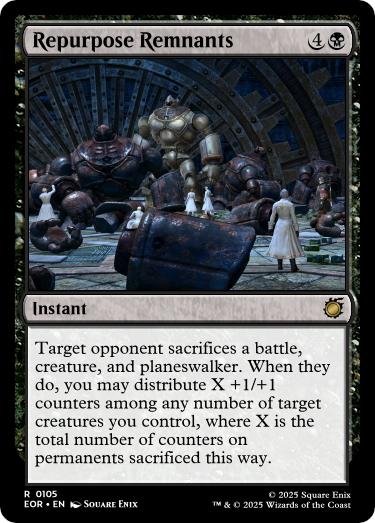 Repurpose Remnants 4
Instant
Target opponent sacrifices a battle,
creature, and planeswalker. When they
do, you may distribute X +1/+1
counters among any number of target
creatures you control, where X is the
total number of counters on
permanents sacrificed this way.
R 0105
EOR • EN SQUARE ENIX
© 2025 Square Enix
™ & © 2025 Wizards of the Coast